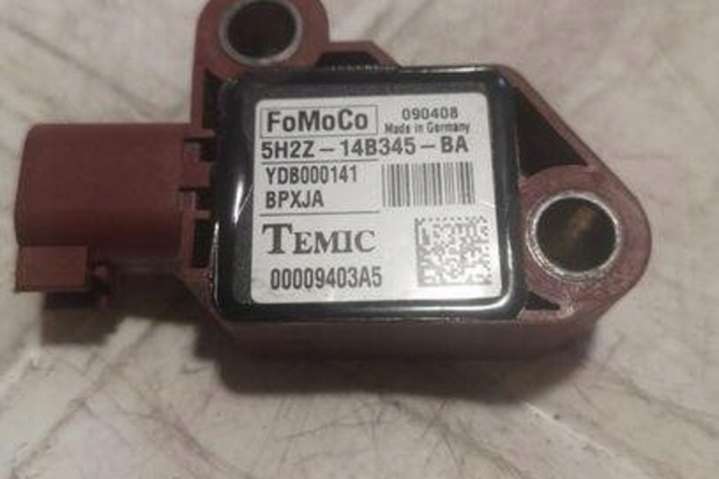 FoMoCo 090408
Made in Germany
5H2Z-14B345-BA
YDB000141
BPXJA
TEMIC
00009403A5